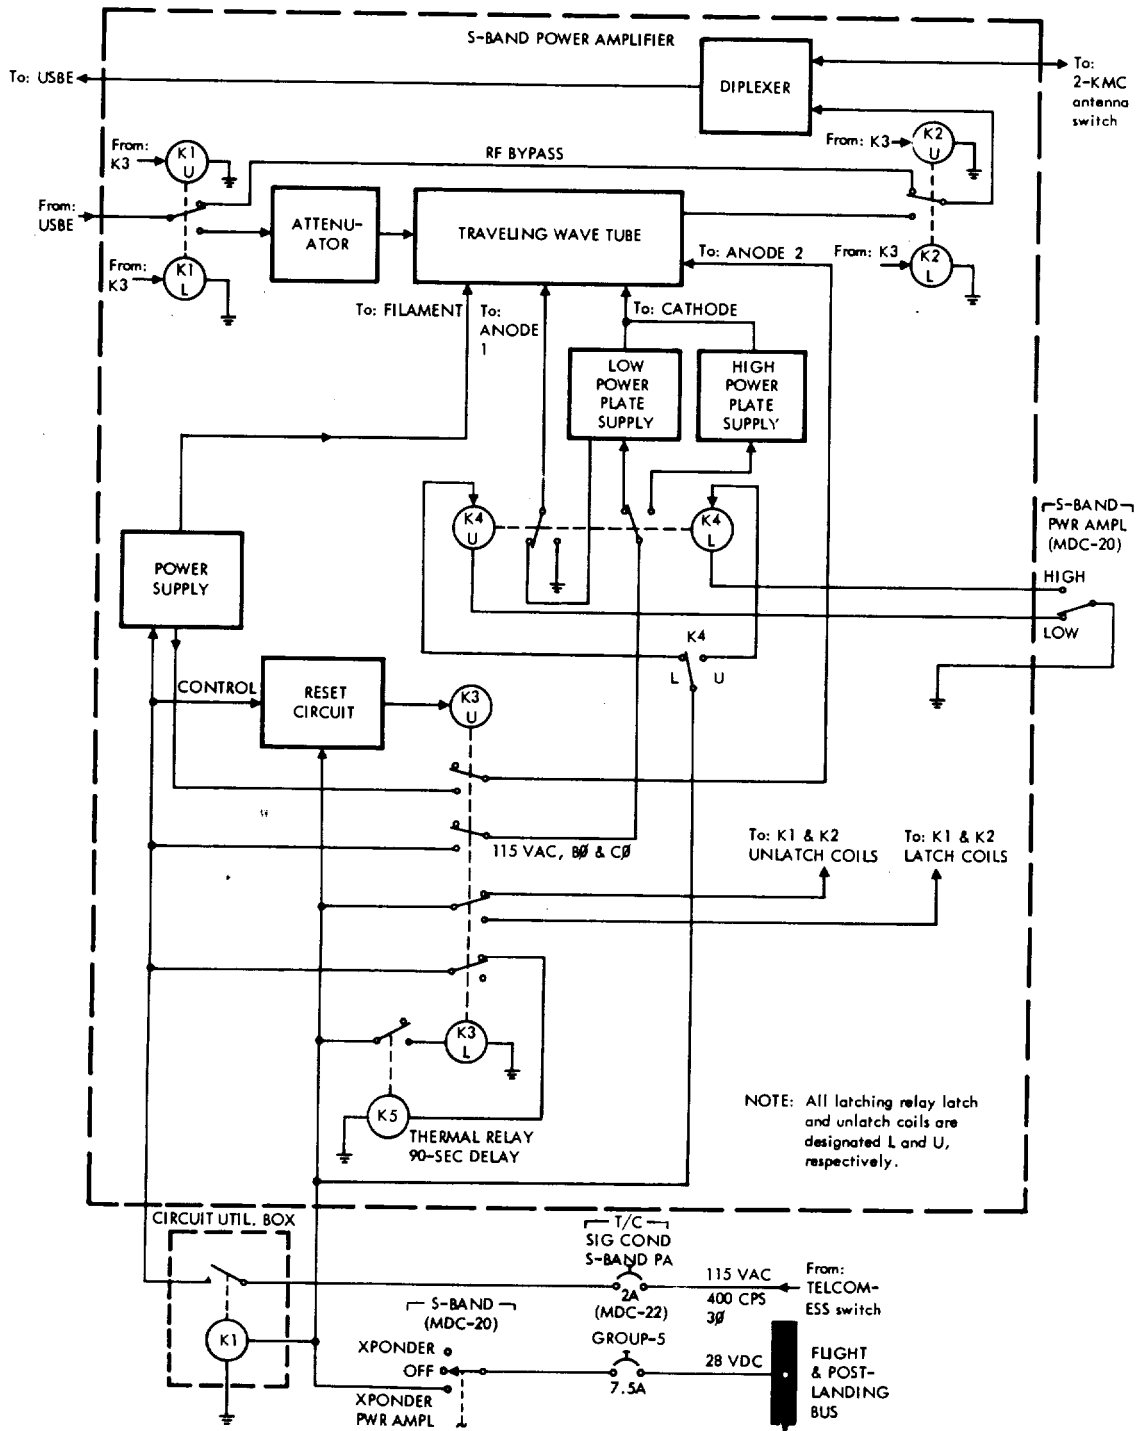 S-BAND POWER AMPLIFIER
To: USBE
DIPLEXER
To:
2-KMC
antenna
switch
From:
K3
K1
U
RF BYPASS
From: K3
K2
U
From:
USBE
ATTENU-
ATOR
TRAVELING WAVE TUBE
To: ANODE 2
From:
K3
K1
L
From: K3
K2
L
To: FILAMENT
To:
ANODE
1
To: CATHODE
LOW
POWER
PLATE
SUPPLY
HIGH
POWER
PLATE
SUPPLY
K4
U
K4
L
S-BAND
PWR AMPL
(MDC-20)
HIGH
LOW
POWER
SUPPLY
K4
L U
CONTROL
RESET
CIRCUIT
K3
U
115 VAC, BØ & CØ
To: K1 & K2
UNLATCH COILS
To: K1 & K2
LATCH COILS
K3
L
K5
THERMAL RELAY
90-SEC DELAY
NOTE: All latching relay latch
and unlatch coils are
designated L and U,
respectively.
CIRCUIT UTIL. BOX
K1
T/C
SIG COND
S-BAND PA
2A
(MDC-22)
115 VAC
400 CPS
3Ø
From:
TELCOM-
ESS switch
S-BAND
(MDC-20)
XPONDER
OFF
XPONDER
PWR AMPL
GROUP-5
7.5A
28 VDC
FLIGHT
& POST-
LANDING
BUS